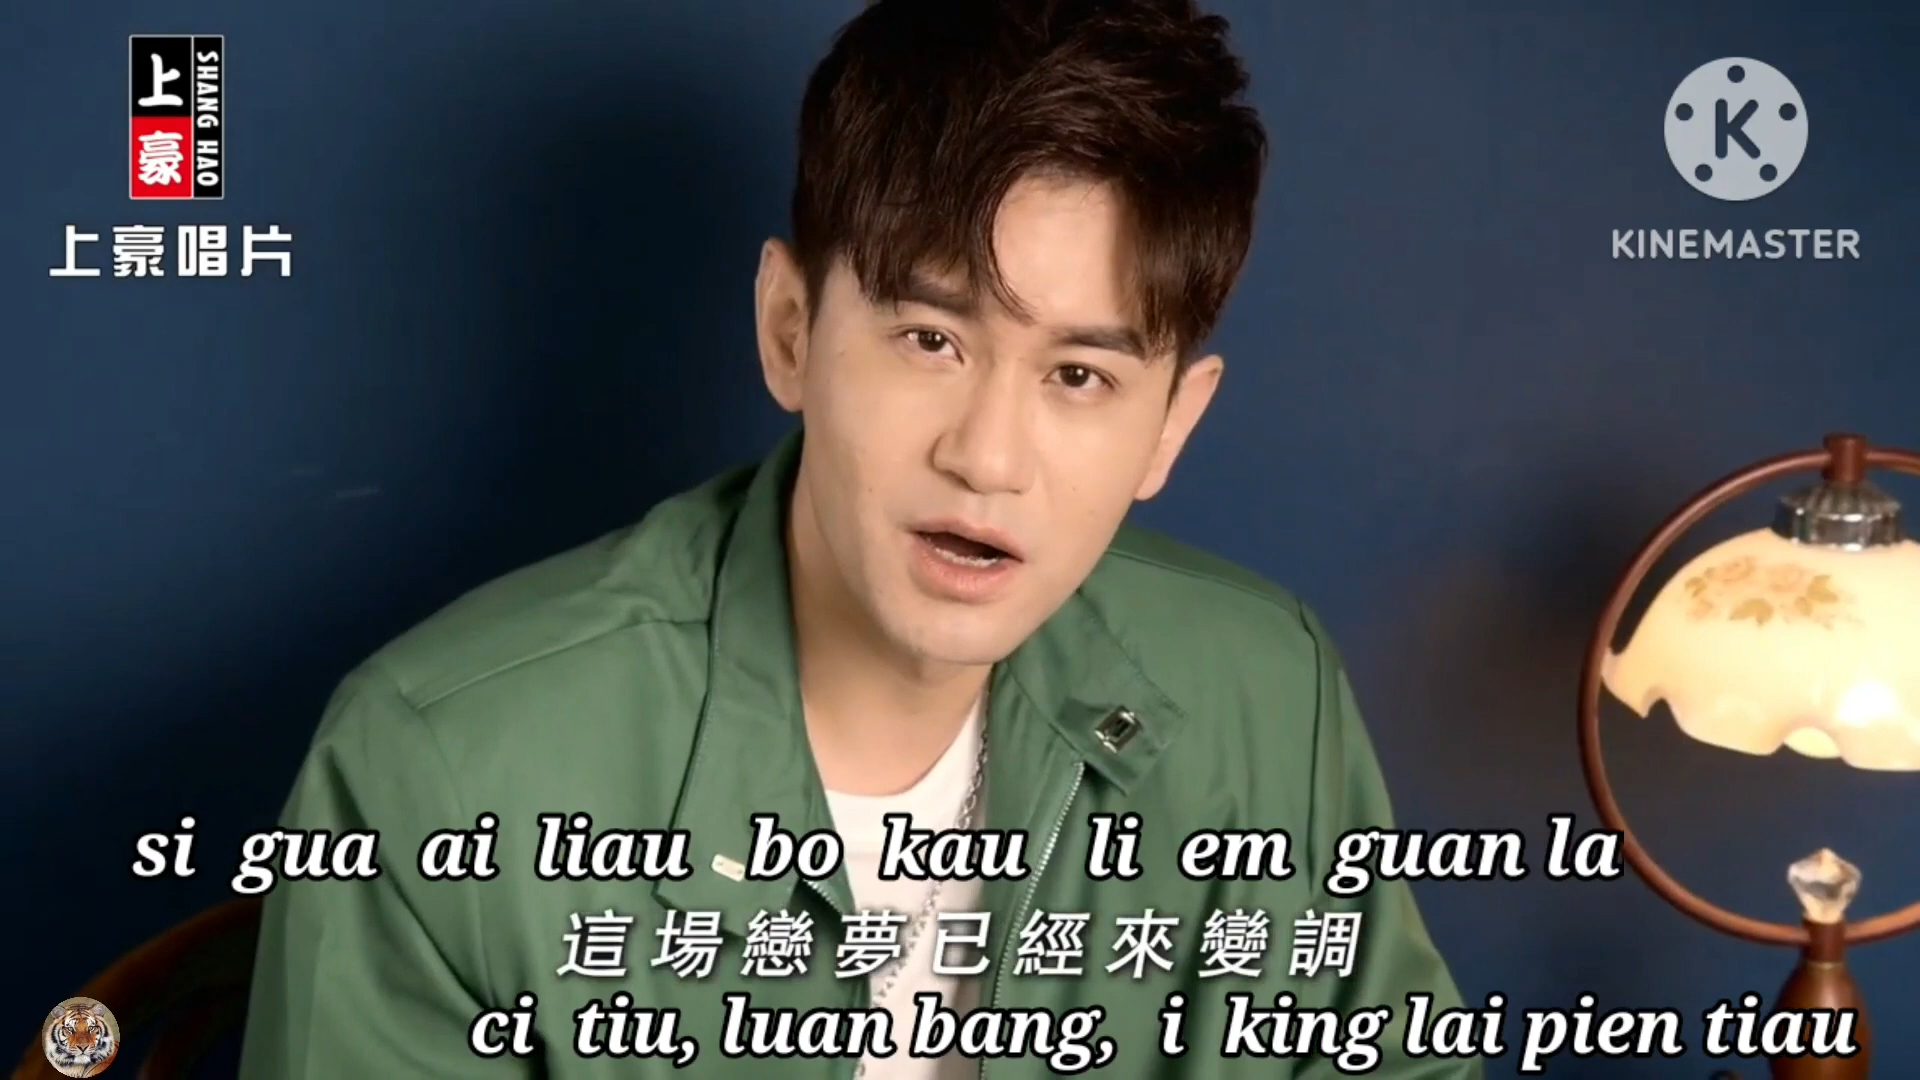 上豪
SHANG HAO
上豪唱片
KINEMASTER
si gua ai liau bo kau li em guan la
這場戀夢已經來變調
ci tiu, luan bang, i king lai pien tiau